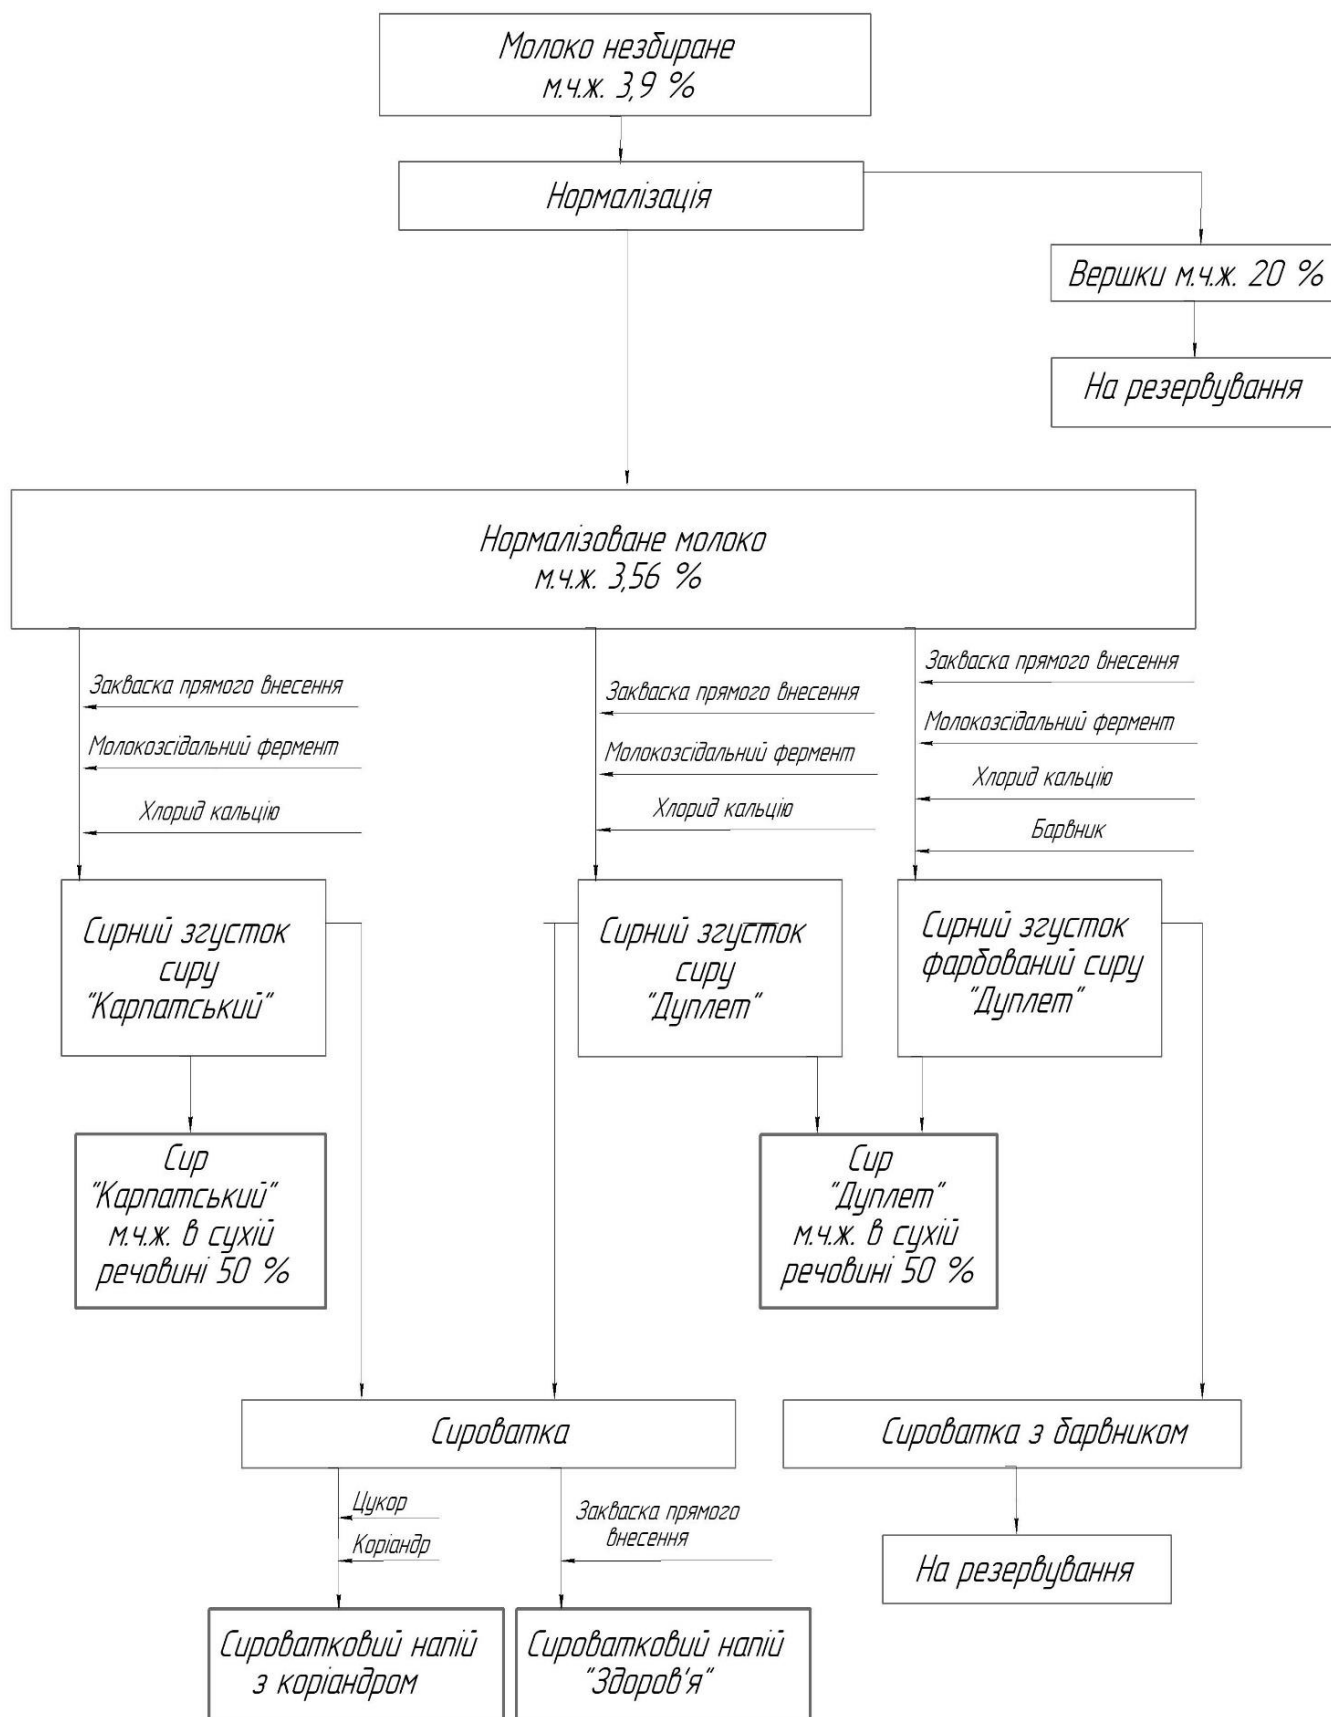 Молоко незбиране
м.ч.ж. 3,9 %
Нормалізація
Вершки м.ч.ж. 20 %
На резервування
Нормалізоване молоко
м.ч.ж. 3,56 %
Закваска прямого внесення
Молокозсідальний фермент
Хлорид кальцію
Закваска прямого внесення
Молокозсідальний фермент
Хлорид кальцію
Закваска прямого внесення
Молокозсідальний фермент
Хлорид кальцію
Барвник
Сирний згусток
сиру
"Карпатський"
Сирний згусток
сиру
"Дуплет"
Сирний згусток
фарбований сиру
"Дуплет"
Сир
"Карпатський"
м.ч.ж. в сухій
речовині 50 %
Сир
"Дуплет"
м.ч.ж. в сухій
речовині 50 %
Сироватка
Сироватка з барвником
Цукор
Коріандр
Закваска прямого
внесення
На резервування
Сироватковий напій
з коріандром
Сироватковий напій
"Здоров'я"